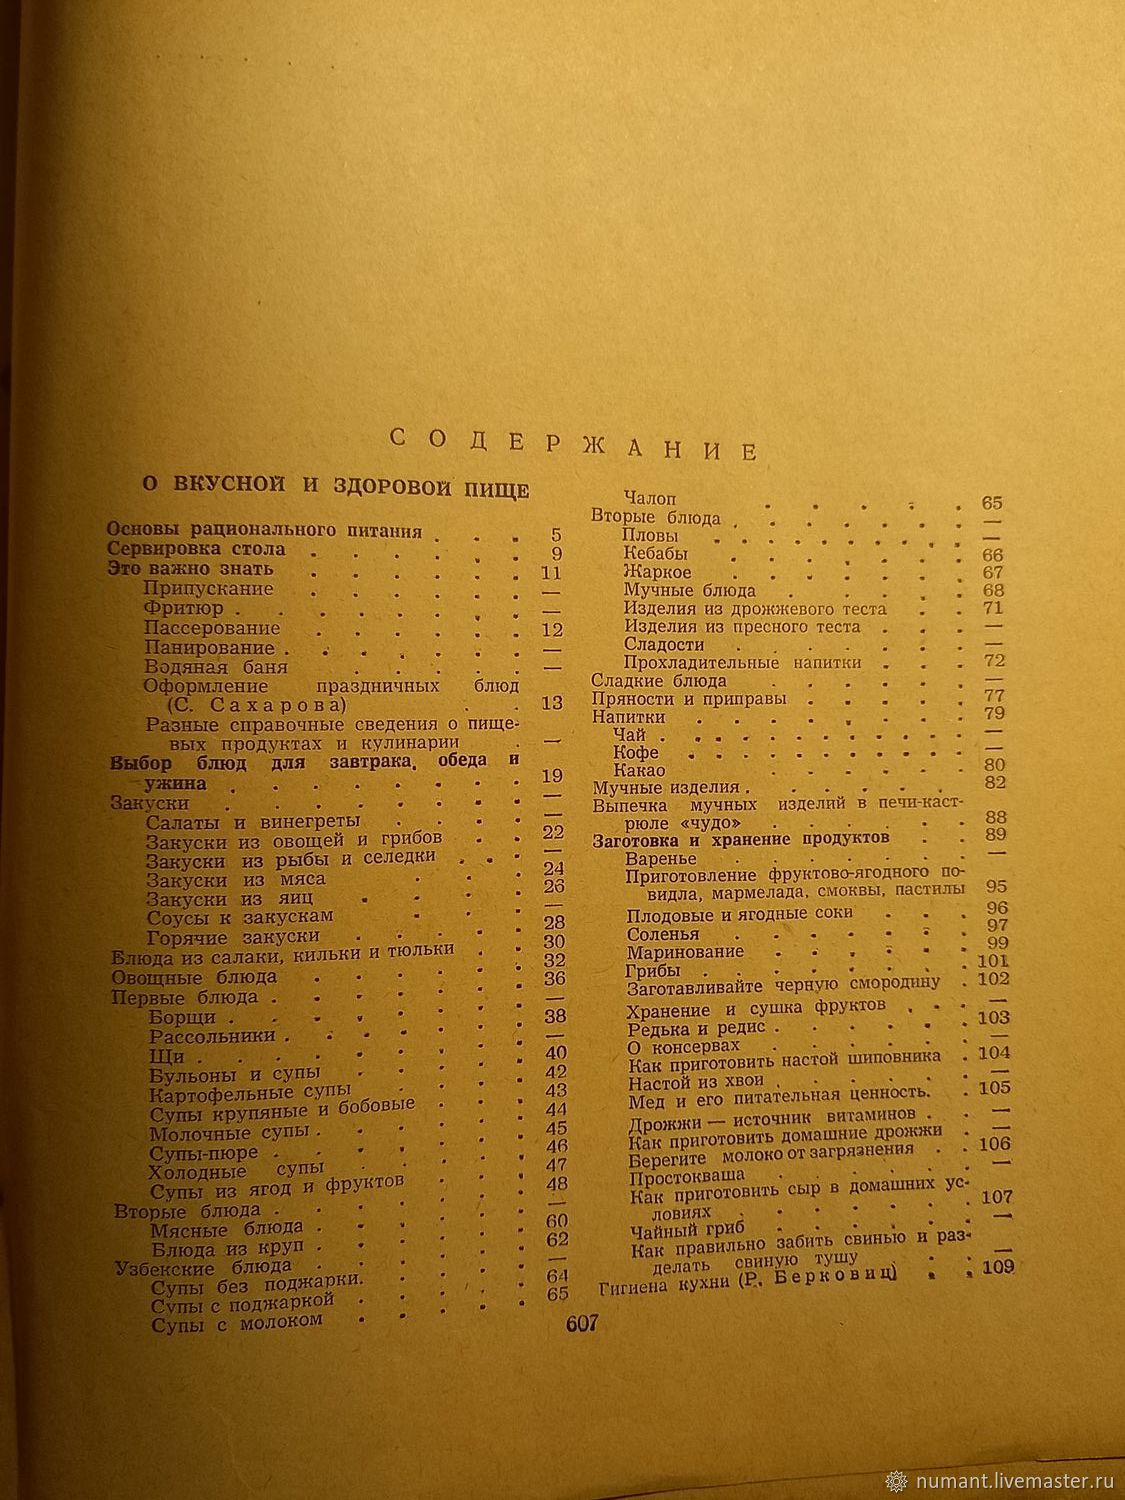 СОДЕРЖАНИЕ
О ВКУСНОЙ И ЗДОРОВОЙ ПИЩЕ
Основы рационального питания . . . 5
Сервировка стола . . . . . . 9
Это важно знать . . . . . . 11
Припускание . . . . . . —
Фритюр . . . . . . . —
Пассерование . . . . . . 12
Панирование . . . . . . —
Водяная баня . . . . . —
Оформление праздничных блюд
(С. Сахарова) . . 13
Разные справочные сведения о пище-
вых продуктах и кулинарии . —
Выбор блюд для завтрака, обеда и
ужина . . . . . . . . 19
Закуски . . . . . . . . —
Салаты и винегреты . . . . —
Закуски из овощей и грибов . . 22
Закуски из рыбы и селедки . . . —
Закуски из мяса . . . 24
Закуски из яиц . . . . 26
Соусы к закускам . . . —
Горячие закуски . . . . . 28
Блюда из салаки, кильки и тюльки . . 30
Овощные блюда . . . . . . 32
Первые блюда . . . . . . . 36
Борщи . . . . . . . —
Рассольники . . . . . . 38
Щи . . . . . . . . —
Бульоны и супы . . . . . 40
Картофельные супы . . . . 42
Супы крупяные и бобовые . . . 43
Молочные супы . . . . . . 44
Супы-пюре . . . . . . . 45
Холодные супы . . . . . 46
Супы из ягод и фруктов . . . 47
Вторые блюда . . . . . . . 48
Мясные блюда . . . . . . —
Блюда из круп . . . . . . 60
Узбекские блюда . . . . . . 62
Супы без поджарки. . . . . —
Супы с поджаркой . . . . . 64
Супы с молоком . . . . . 65
Чалоп . . . . . 65
Вторые блюда . . . . . . . —
Пловы . . . . . . . . —
Кебабы . . . . . . 66
Жаркое . . . . . . 67
Мучные блюда . . . . . 68
Изделия из дрожжевого теста . . 71
Изделия из пресного теста . . . —
Сладости . . . . . . —
Прохладительные напитки . . . 72
Сладкие блюда . . . . . . —
Пряности и приправы . . . . . 77
Напитки . . . . . . . . 79
Чай . . . . . . . . . —
Кофе . . . . . . . . . —
Какао . . . . . . 80
Мучные изделия . . . . . . 82
Выпечка мучных изделий в печи-каст-
рюле «чудо» . . . . . . 88
Заготовка и хранение продуктов . . 89
Варенье . . . . . . . —
Приготовление фруктово-ягодного по-
видла, мармелада, смоквы, пастилы 95
Плодовые и ягодные соки . . . 96
Соленья . . . . . . . 97
Маринование . . . . . . 99
Грибы . . . . . . . . 101
Заготавливайте черную смородину . 102
Хранение и сушка фруктов . . . —
Редька и редис . . . . . . 103
О консервах . . . . . . —
Как приготовить настой шиповника . 104
Настой из хвои . . . . . . —
Мед и его питательная ценность. . 105
Дрожжи — источник витаминов . . —
Как приготовить домашние дрожжи . —
Берегите молоко от загрязнения . . 106
Простокваша . . . . . . —
Как приготовить сыр в домашних ус-
ловиях . . . . . . . 107
Чайный гриб . . . . . . —
Как правильно забить свинью и раз-
делать свиную тушу . . . —
Гигиена кухни (Р. Беркович) . . 109
607
numant.livemaster.ru